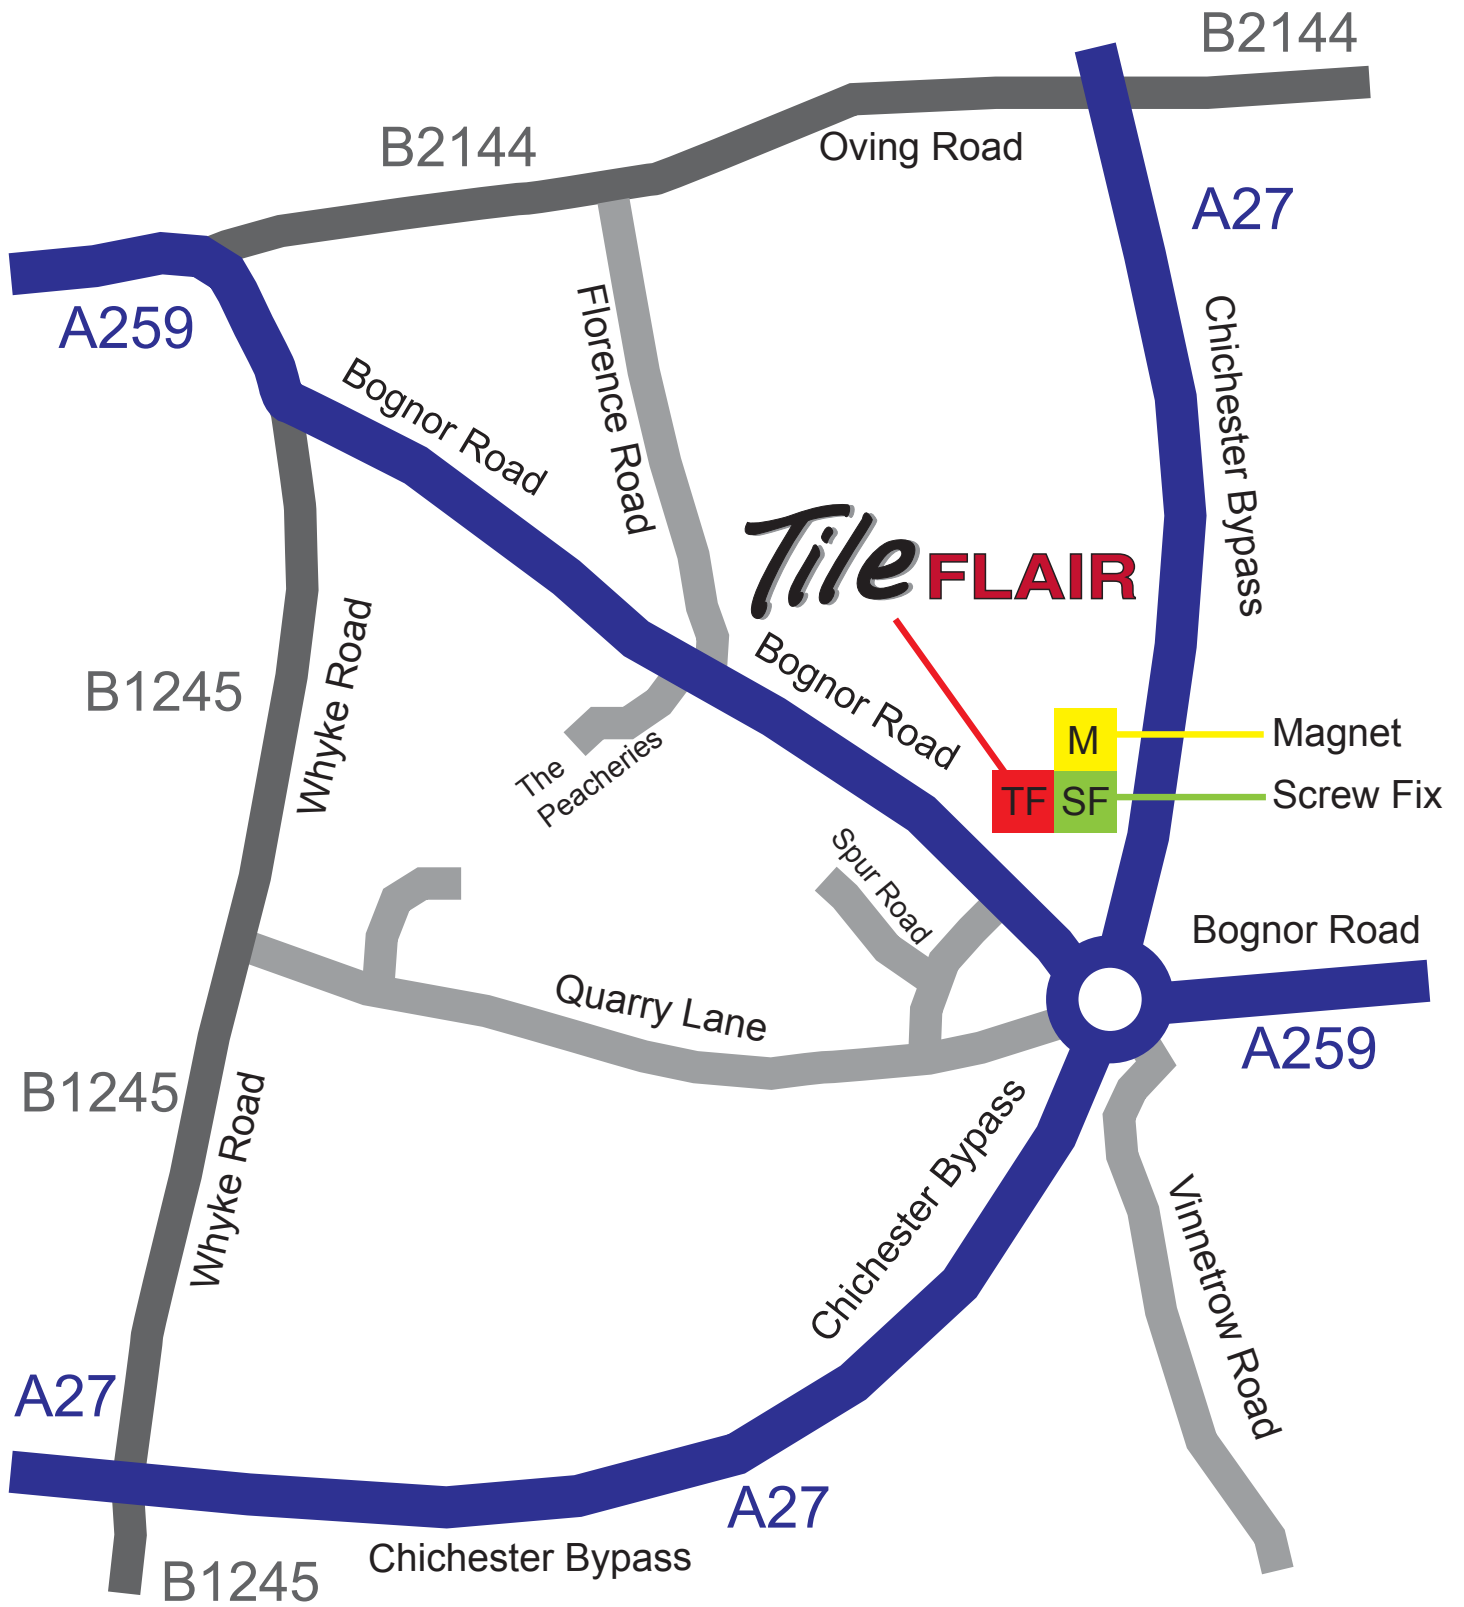 B2144
B2144
Oving Road
A27
A259
Chichester Bypass
Bognor Road
Florence Road
Tile FLAIR
B1245
Whyke Road
Bognor Road
M
Magnet
The
Peacheries
TF
SF
Screw Fix
Spur Road
Bognor Road
Quarry Lane
A259
B1245
Whyke Road
Chichester Bypass
Vinnetrow Road
A27
A27
Chichester Bypass
B1245